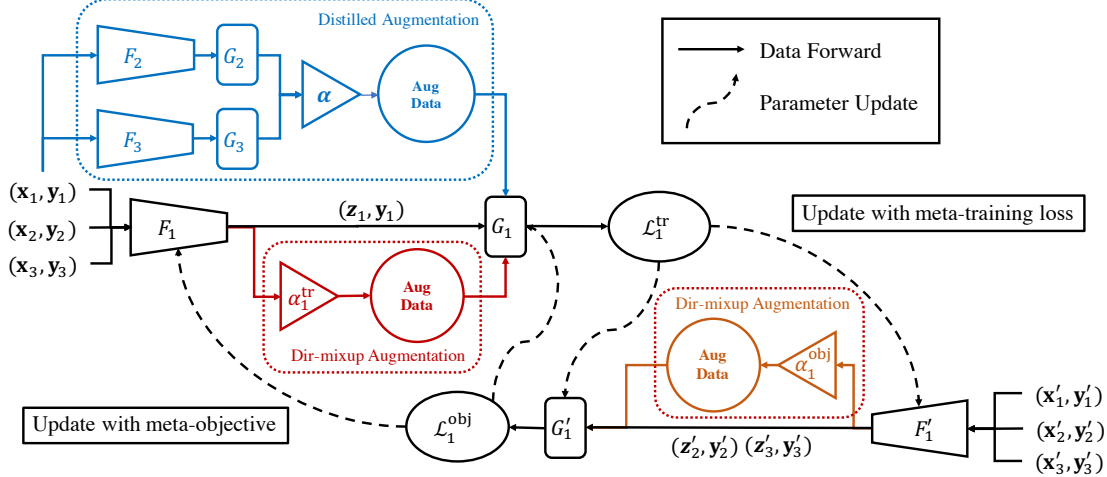 Distilled Augmentation
F₂
G₂
α
Aug
Data
F₃
G₃
Data Forward
Parameter Update
(x₁, y₁)
(x₂, y₂)
(x₃, y₃)
F₁
(z₁, y₁)
G₁
ℒ₁ᵗʳ
Update with meta-training loss
α₁ᵗʳ
Aug
Data
Dir-mixup Augmentation
Dir-mixup Augmentation
Aug
Data
α₁ᵒᵇʲ
Update with meta-objective
ℒ₁ᵒᵇʲ
G₁′
(z₂′, y₂′) (z₃′, y₃′)
F₁′
(x₁′, y₁′)
(x₂′, y₂′)
(x₃′, y₃′)